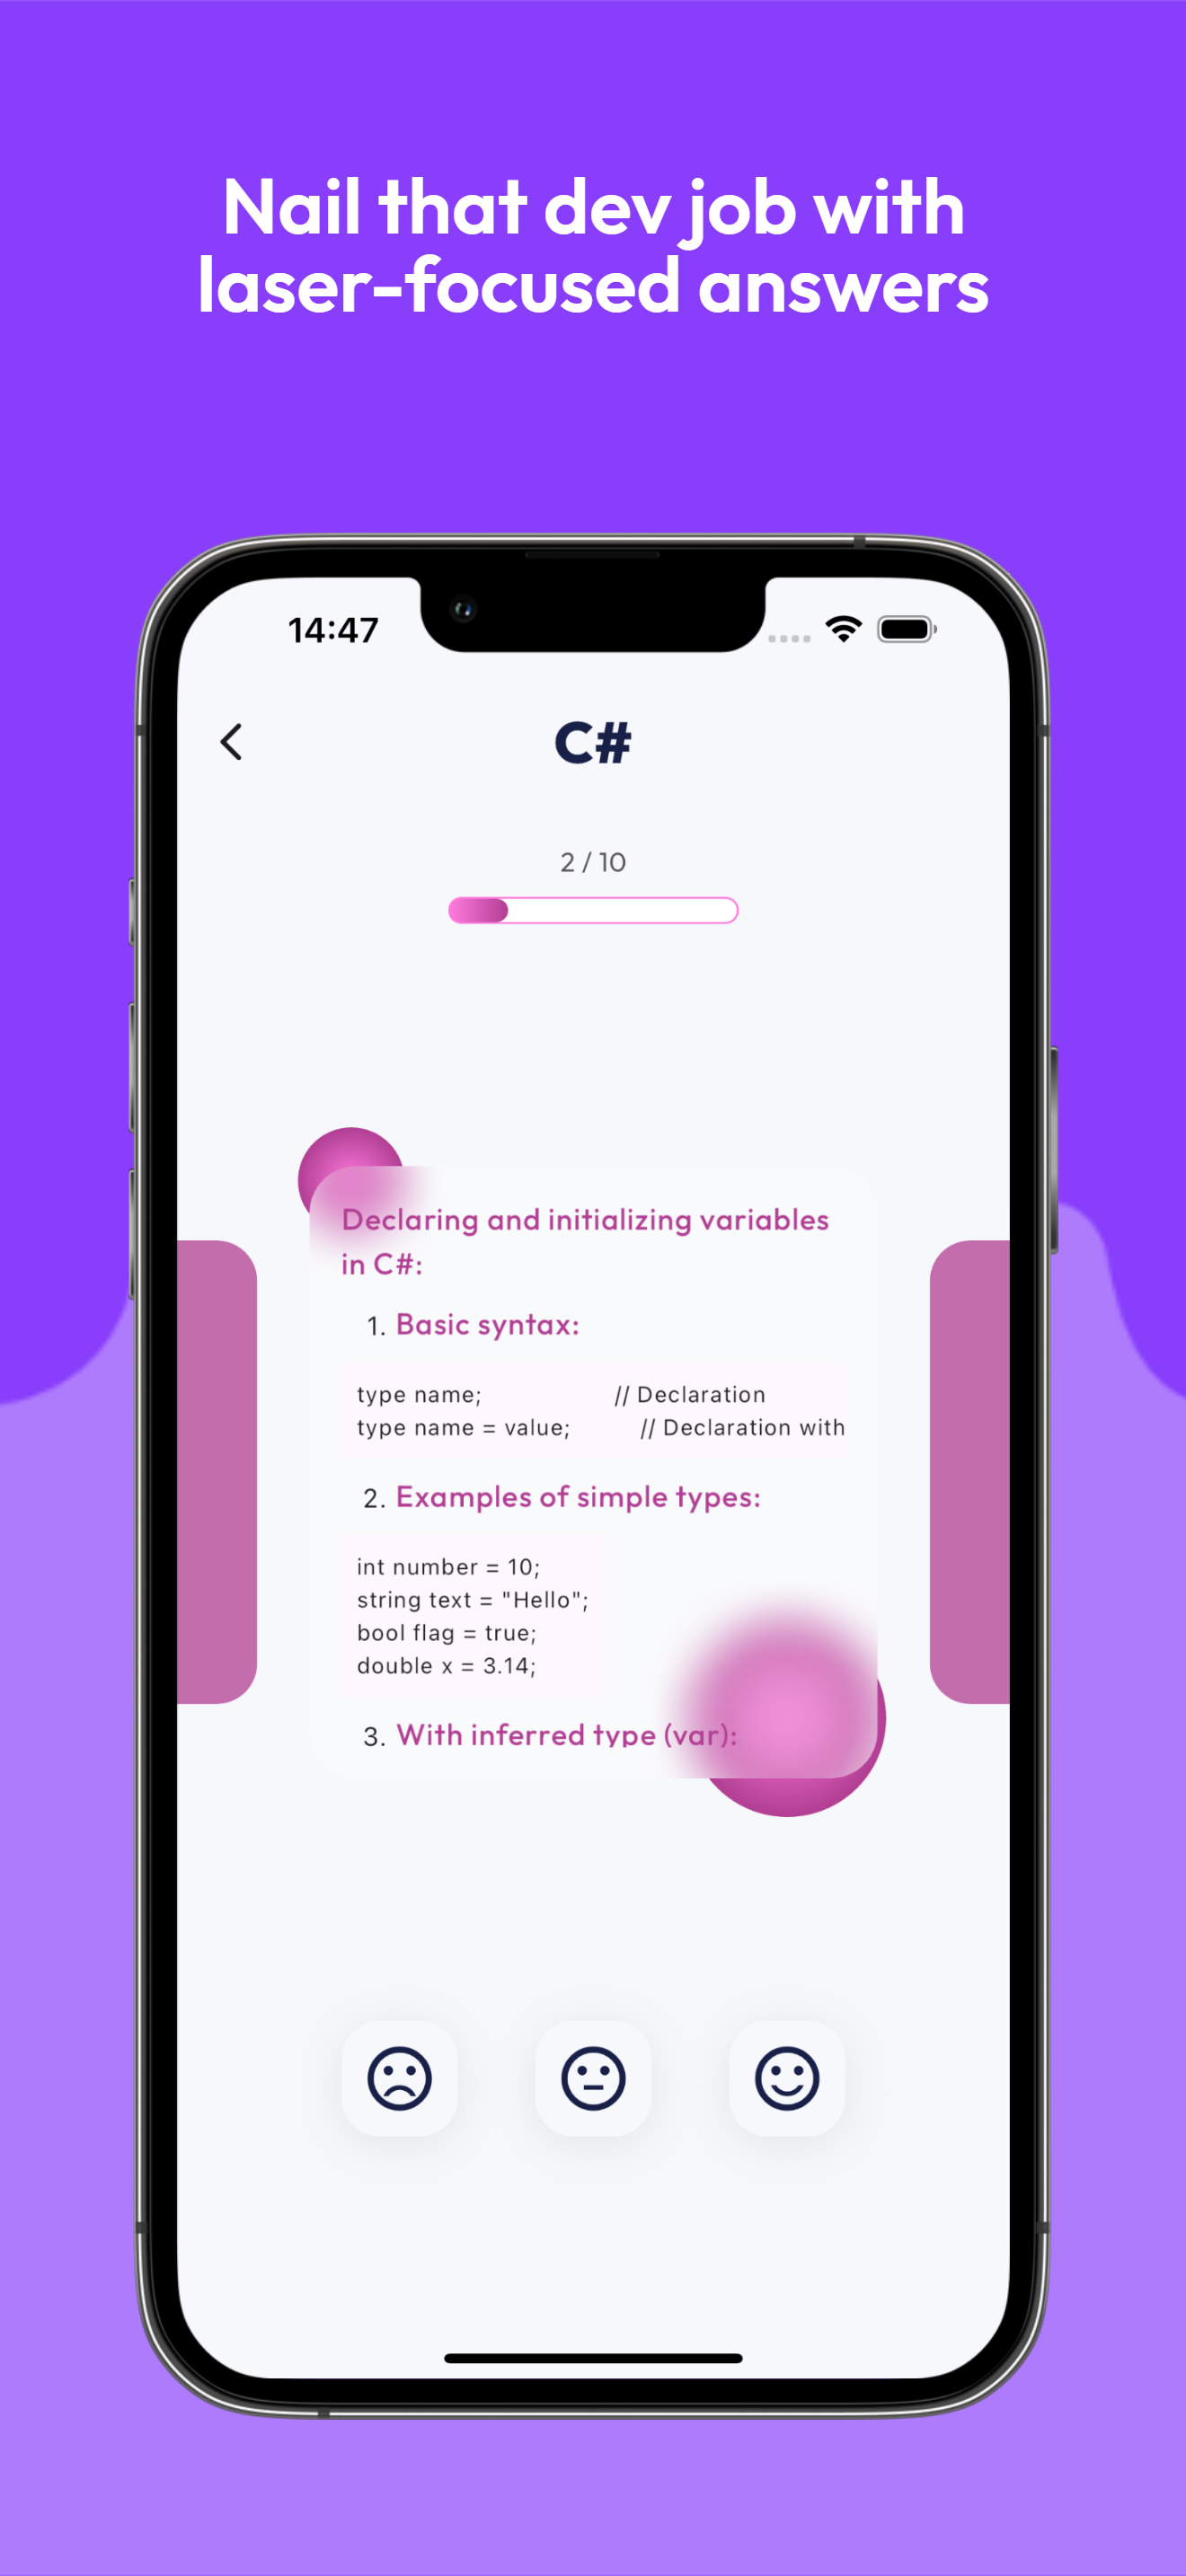 Nail that dev job with
laser-focused answers
14:47
C#
2 / 10
Declaring and initializing variables
in C#:
1. Basic syntax:
type name; // Declaration
type name = value; // Declaration with
2. Examples of simple types:
int number = 10;
string text = "Hello";
bool flag = true;
double x = 3.14;
3. With inferred type (var):